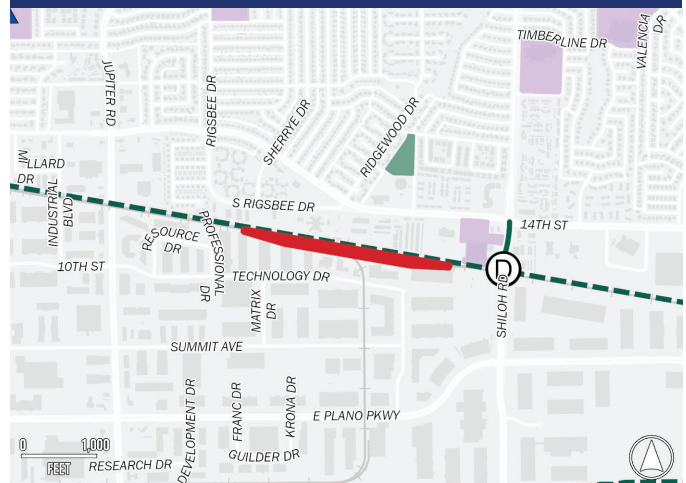 TIMBERLINE DR
VALENCIA
DR
JUPITER RD
RIGSBEE DR
SHERRYE DR
RIDGEWOOD DR
MILLARD
DR
INDUSTRIAL
BLVD
S RIGSBEE DR
14TH ST
RESOURCE
DR
PROFESSIONAL
DR
10TH ST
TECHNOLOGY DR
D
MATRIX
DR
SHILOH RD
SUMMIT AVE
DEVELOPMENT DR
FRANC DR
KRONA DR
E PLANO PKWY
0 1,000
FEET
RESEARCH DR
GUILDER DR